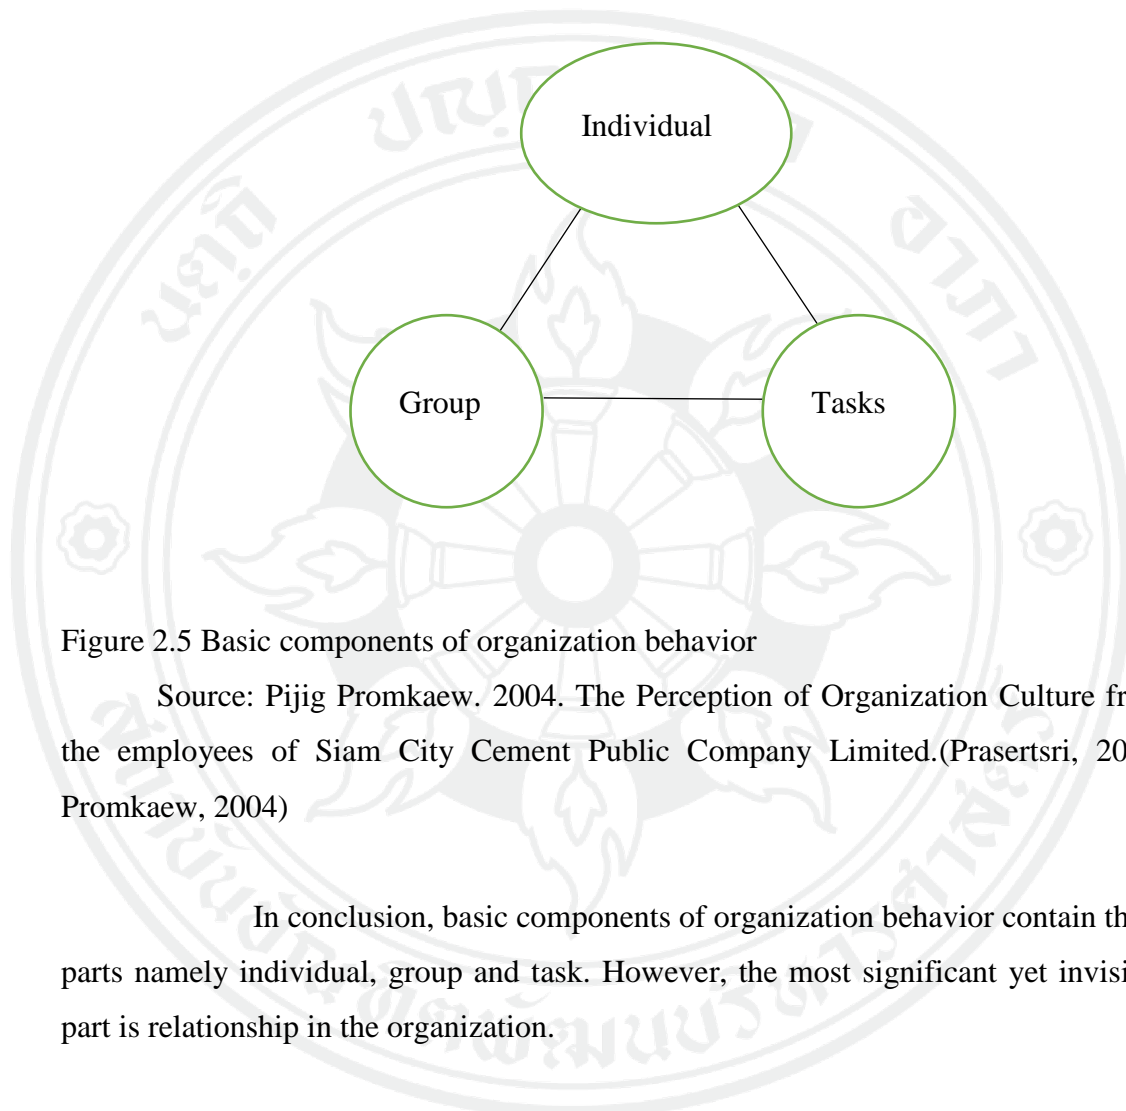 Individual
Group
Tasks
Figure 2.5 Basic components of organization behavior
Source: Pijig Promkaew. 2004. The Perception of Organization Culture
the employees of Siam City Cement Public Company Limited.(Prasertsri,
Promkaew, 2004)
In conclusion, basic components of organization behavior contain
parts namely individual, group and task. However, the most significant yet
part is relationship in the organization.